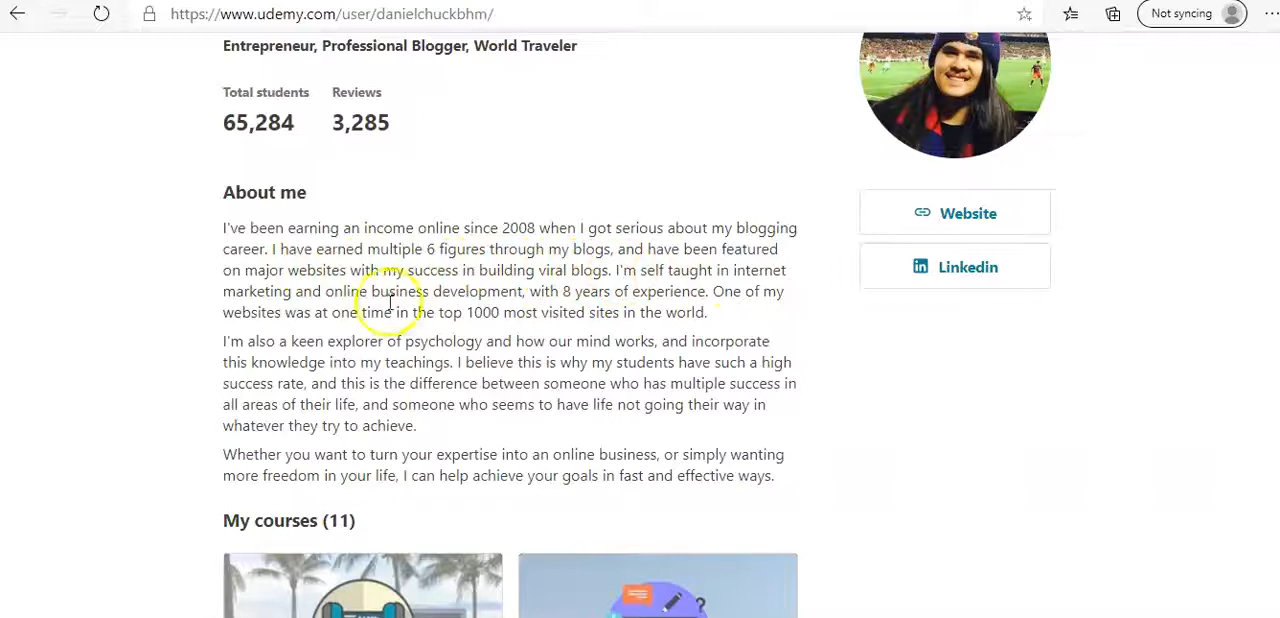 https://www.udemy.com/user/danielchuckbhm/
Not syncing
Entrepreneur, Professional Blogger, World Traveler
Total students
Reviews
65,284
3,285
Website
Linkedin
About me
I've been earning an income online since 2008 when I got serious about my blogging
career. I have earned multiple 6 figures through my blogs, and have been featured
on major websites with my success in building viral blogs. I'm self taught in internet
marketing and online business development, with 8 years of experience. One of my
websites was at one time in the top 1000 most visited sites in the world.
I'm also a keen explorer of psychology and how our mind works, and incorporate
this knowledge into my teachings. I believe this is why my students have such a high
success rate, and this is the difference between someone who has multiple success in
all areas of their life, and someone who seems to have life not going their way in
whatever they try to achieve.
Whether you want to turn your expertise into an online business, or simply wanting
more freedom in your life, I can help achieve your goals in fast and effective ways.
My courses (11)